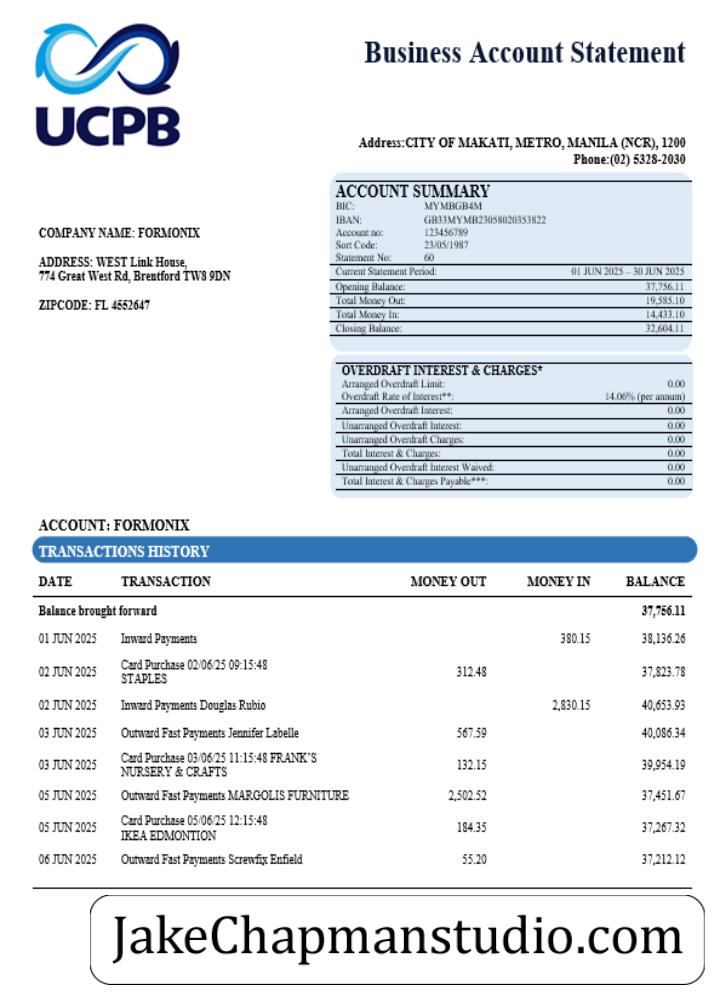 UCPB
Business Account Statement
Address:CITY OF MAKATI, METRO, MANILA (NCR), 1200
Phone:(02) 5328-2030
COMPANY NAME: FORMONIX
ADDRESS: WEST Link House,
774 Great West Rd, Brentford TW8 9DN
ZIPCODE: FL 4552647
ACCOUNT SUMMARY
BIC: MYMBGB4M
IBAN: GB33MYMB23058020353822
Account no: 123456789
Sort Code: 23/05/1987
Statement No: 60
Current Statement Period: 01 JUN 2025 – 30 JUN 2025
Opening Balance: 37,756.11
Total Money Out: 19,585.10
Total Money In: 14,433.10
Closing Balance: 32,604.11
OVERDRAFT INTEREST & CHARGES*
Arranged Overdraft Limit: 0.00
Overdraft Rate of Interest**: 14.06% (per annum)
Arranged Overdraft Interest: 0.00
Unarranged Overdraft Interest: 0.00
Unarranged Overdraft Charges: 0.00
Total Interest & Charges: 0.00
Unarranged Overdraft Interest Waived: 0.00
Total Interest & Charges Payable***: 0.00
ACCOUNT: FORMONIX
TRANSACTIONS HISTORY
DATE TRANSACTION MONEY OUT MONEY IN BALANCE
Balance brought forward 37,756.11
01 JUN 2025 Inward Payments 380.15 38,136.26
02 JUN 2025 Card Purchase 02/06/25 09:15:48 STAPLES 312.48 37,823.78
02 JUN 2025 Inward Payments Douglas Rubio 2,830.15 40,653.93
03 JUN 2025 Outward Fast Payments Jennifer Labelle 567.59 40,086.34
03 JUN 2025 Card Purchase 03/06/25 11:15:48 FRANK'S NURSERY & CRAFTS 132.15 39,954.19
05 JUN 2025 Outward Fast Payments MARGOLIS FURNITURE 2,502.52 37,451.67
05 JUN 2025 Card Purchase 05/06/25 12:15:48 IKEA EDMONTION 184.35 37,267.32
06 JUN 2025 Outward Fast Payments Screwfix Enfield 55.20 37,212.12
JakeChapmanstudio.com